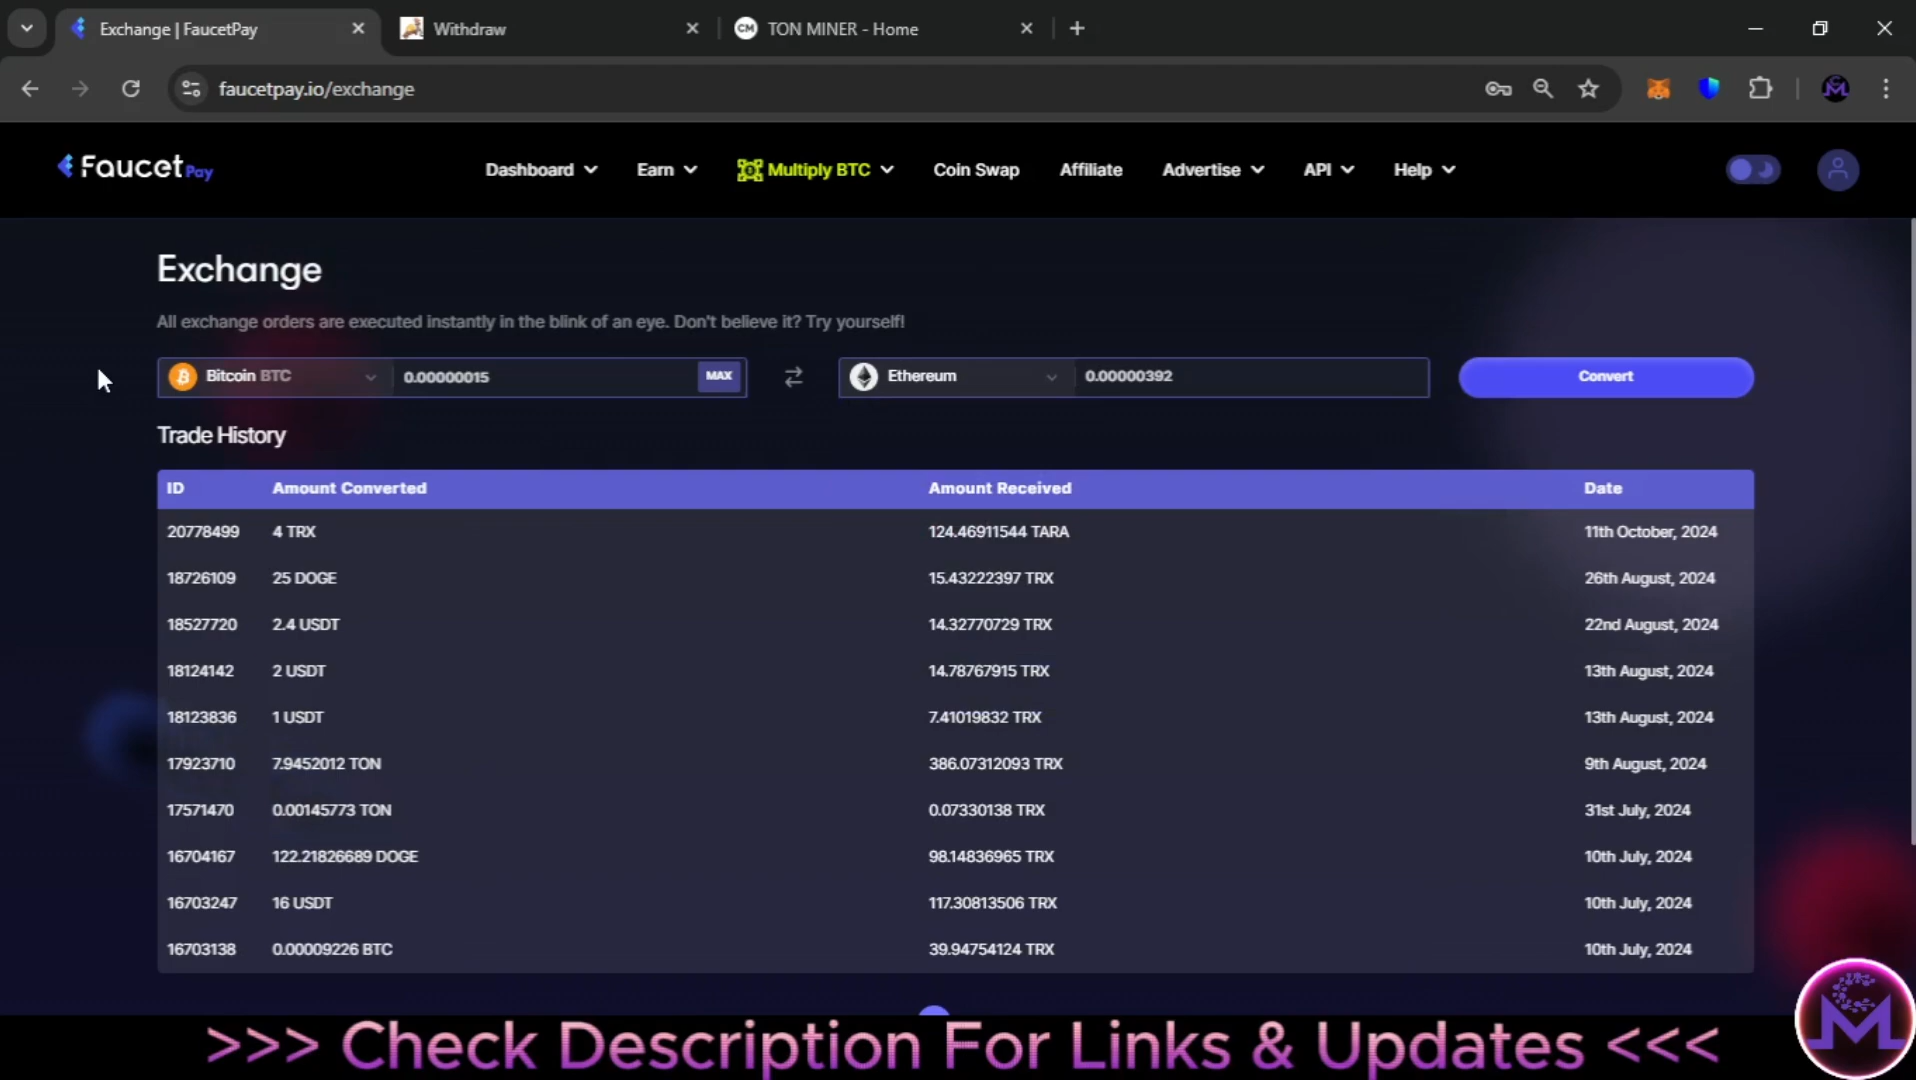 Exchange | FaucetPay
Withdraw
CM
TON MINER - Home
faucetpay.io/exchange
FaucetPay
Dashboard
Earn
Multiply BTC
Coin Swap
Affiliate
Advertise
API
Help
Exchange
All exchange orders are executed instantly in the blink of an eye. Don't believe it? Try yourself!
Bitcoin BTC
0.00000015
MAX
Ethereum
0.00000392
Convert
Trade History
ID Amount Converted Amount Received Date
20778499 4 TRX 124.46911544 TARA 11th October, 2024
18726109 25 DOGE 15.43222397 TRX 26th August, 2024
18527720 2.4 USDT 14.32770729 TRX 22nd August, 2024
18124142 2 USDT 14.78767915 TRX 13th August, 2024
18123836 1 USDT 7.41019832 TRX 13th August, 2024
17923710 7.9452012 TON 386.07312093 TRX 9th August, 2024
17571470 0.00145773 TON 0.07330138 TRX 31st July, 2024
16704167 122.21826689 DOGE 98.14836965 TRX 10th July, 2024
16703247 16 USDT 117.30813506 TRX 10th July, 2024
16703138 0.00009226 BTC 39.94754124 TRX 10th July, 2024
>>> Check Description For Links & Updates <<<
M